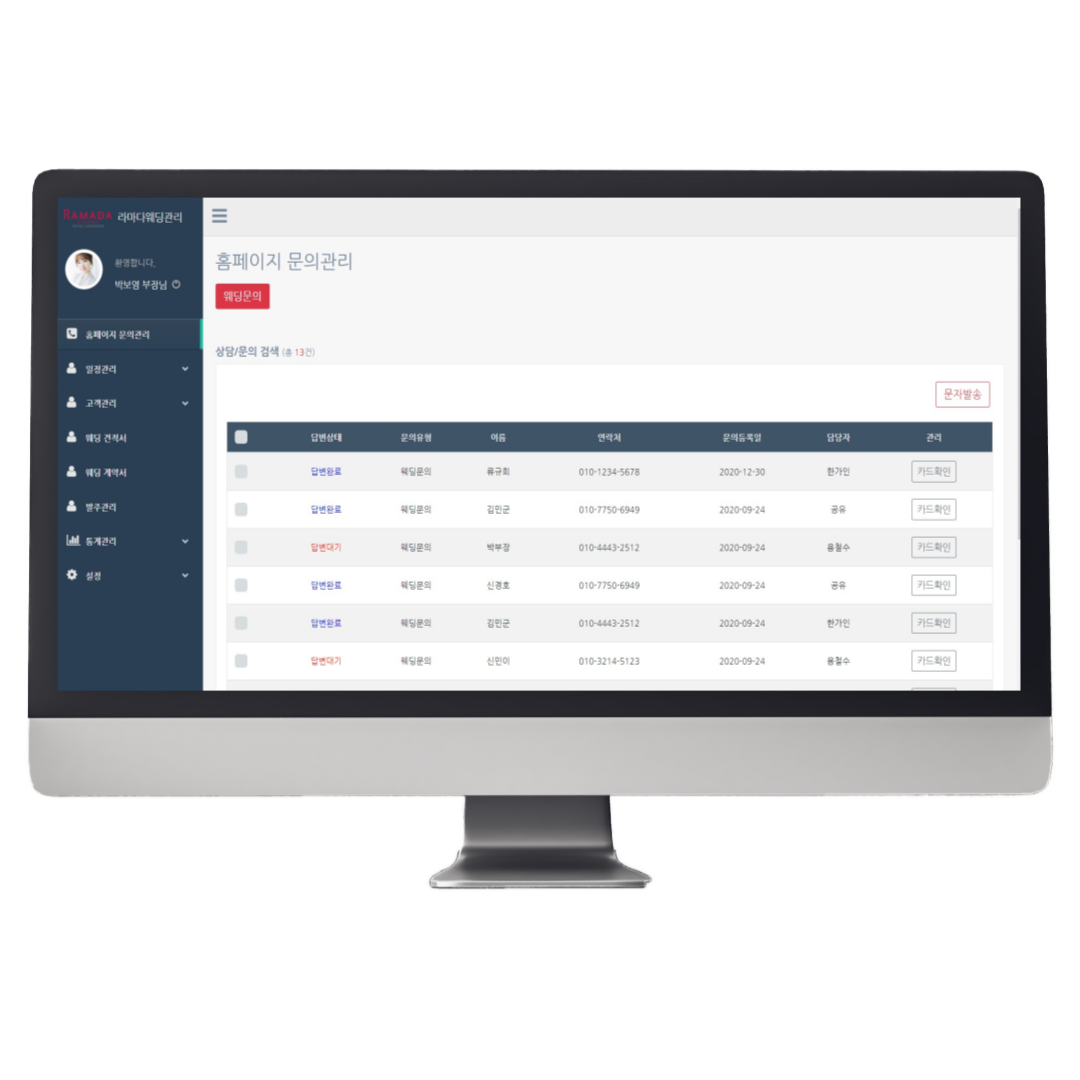 RAMADA 라마다웨딩관리
환영합니다,
박보영 부장님
홈페이지 문의관리
일정관리
고객관리
웨딩 견적서
웨딩 계약서
발주관리
통계관리
설정
홈페이지 문의관리
웨딩문의
상담/문의 검색 (총 13건)
문자발송
답변상태 문의유형 이름 연락처 문의등록일 담당자 관리
답변완료 웨딩문의 류규회 010-1234-5678 2020-12-30 한가인 카드확인
답변완료 웨딩문의 김민군 010-7750-6949 2020-09-24 공유 카드확인
답변대기 웨딩문의 박부장 010-4443-2512 2020-09-24 용철수 카드확인
답변완료 웨딩문의 신경호 010-7750-6949 2020-09-24 공유 카드확인
답변완료 웨딩문의 김민군 010-4443-2512 2020-09-24 한가인 카드확인
답변대기 웨딩문의 신민이 010-3214-5123 2020-09-24 용철수 카드확인